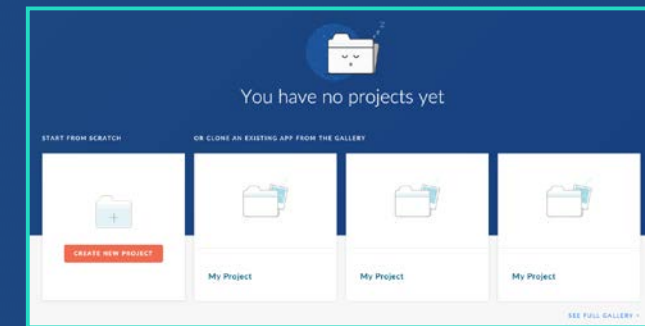 z
You have no projects yet
START FROM SCRATCH
OR CLONE AN EXISTING APP FROM THE GALLERY
CREATE NEW PROJECT
My Project
My Project
My Project
SEE FULL GALLERY